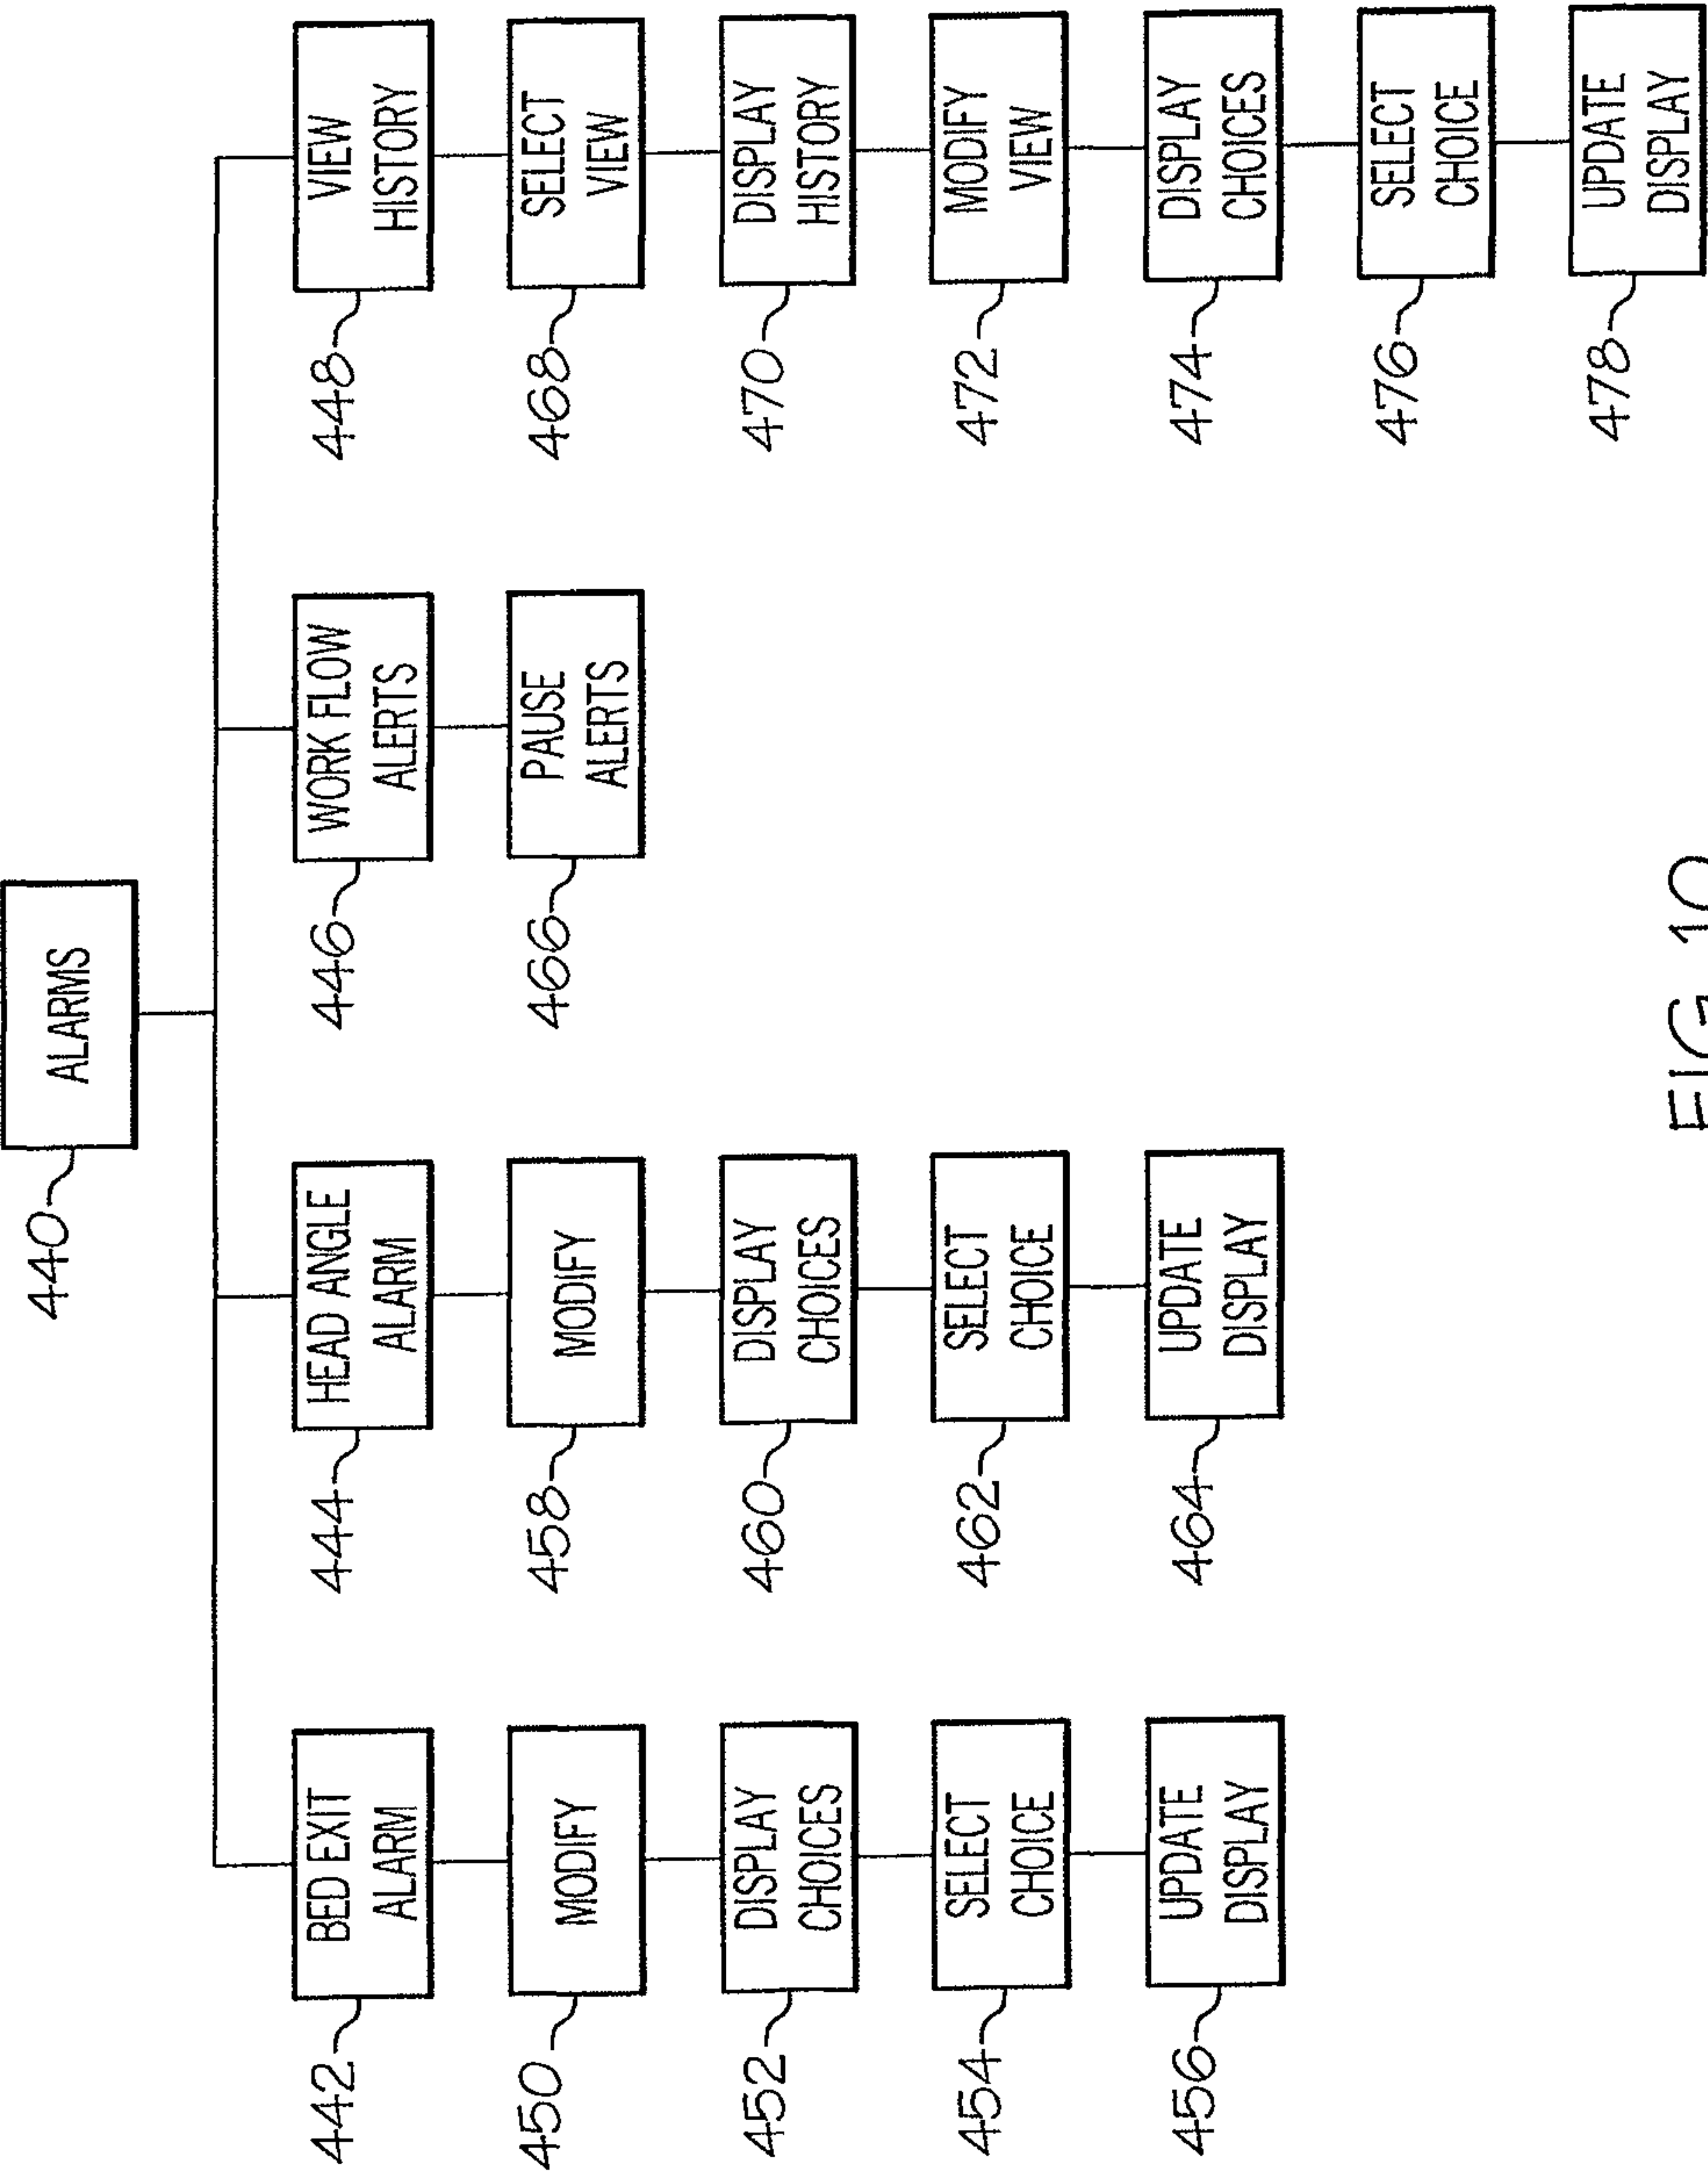 440
ALARMS
442
BED EXIT
ALARM
450
MODIFY
452
DISPLAY
CHOICES
454
SELECT
CHOICE
456
UPDATE
DISPLAY
444
HEAD ANGLE
ALARM
458
MODIFY
460
DISPLAY
CHOICES
462
SELECT
CHOICE
464
UPDATE
DISPLAY
446
WORK FLOW
ALERTS
466
PAUSE
ALERTS
448
VIEW
HISTORY
468
SELECT
VIEW
470
DISPLAY
HISTORY
472
MODIFY
VIEW
474
DISPLAY
CHOICES
476
SELECT
CHOICE
478
UPDATE
DISPLAY
FIG. 10